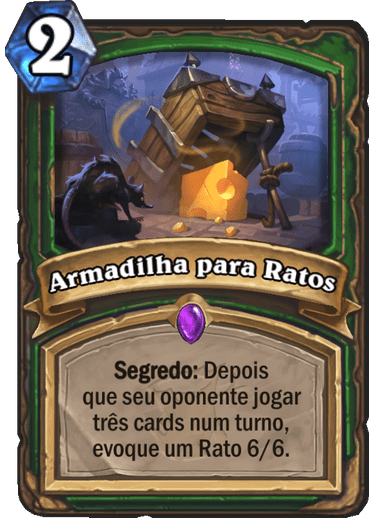 2
Armadilha para Ratos
Segredo: Depois
que seu oponente jogar
três cards num turno,
evoque um Rato 6/6.